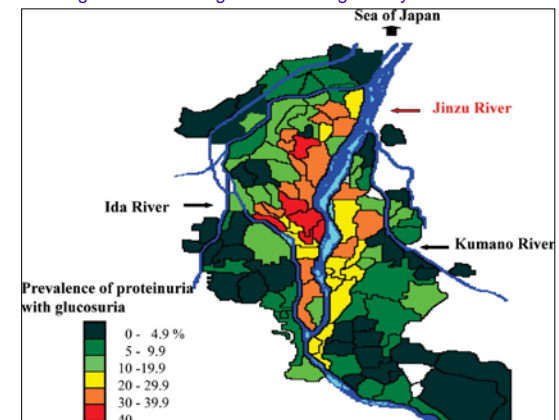 Sea of Japan
Jinzu River
Ida River
Kumano River
Prevalence of proteinuria
with glucosuria
0 - 4.9 %
5 - 9.9
10 -19.9
20 - 29.9
30 - 39.9
40